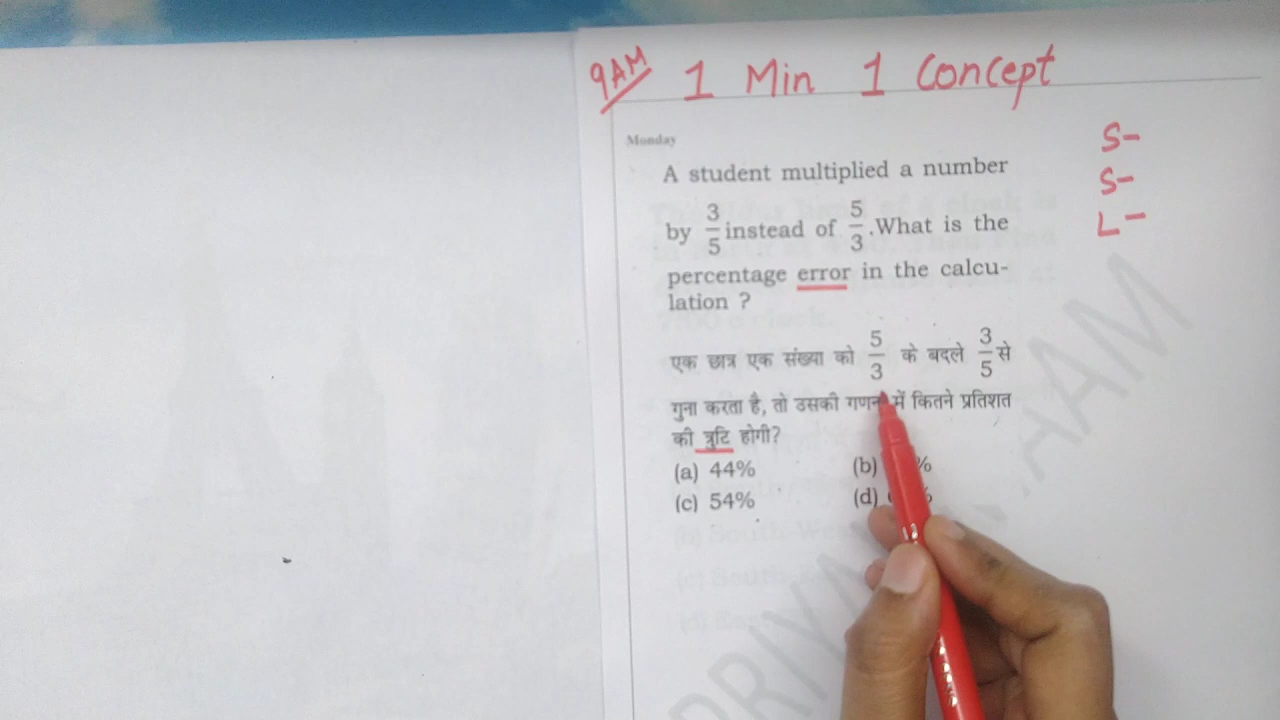 9AM 1 Min 1 Concept
Monday
S-
A student multiplied a number
S-
by 3/5 instead of 5/3.What is the
L-
percentage error in the calcu-
lation ?
एक छात्र एक संख्या को 5/3 के बदले 3/5 से
गुना करता है, तो उसकी में कितने प्रतिशत
की त्रुटि होगी?
(a) 44% (b) %
(c) 54% (d) %